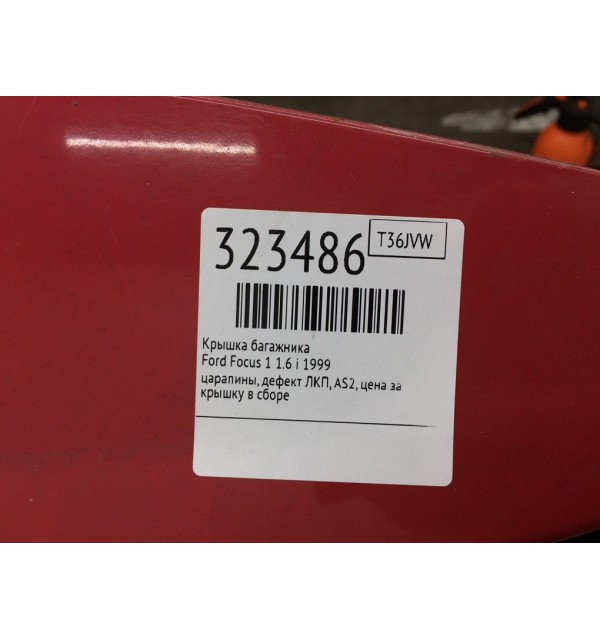 323486
T36JVW
Крышка багажника
Ford Focus 1 1.6 i 1999
царапины, дефект ЛКП, AS2, цена за
крышку в сборе